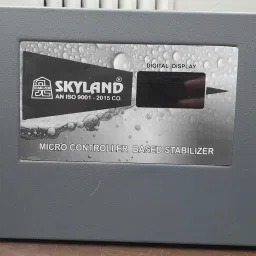 DIGITAL DISPLAY
SKYLAND®
AN ISO 9001 - 2015 CO.
MICRO CONTROLLER BASED STABILIZER